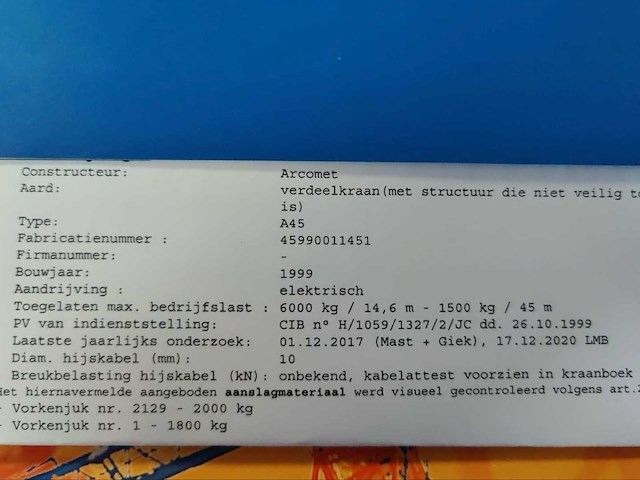 Constructeur: Arcomet
Aard: verdeelkraan(met structuur die niet veilig
is)
Type: A45
Fabricatienummer : 45990011451
Firmanummer: -
Bouwjaar: 1999
Aandrijving : elektrisch
Toegelaten max. bedrijfslast : 6000 kg / 14,6 m - 1500 kg / 45 m
PV van indienststelling: CIB n° H/1059/1327/2/JC dd. 26.10.1999
Laatste jaarlijks onderzoek: 01.12.2017 (Mast + Giek), 17.12.2020 LMB
Diam. hijskabel (mm): 10
Breukbelasting hijskabel (kN): onbekend, kabelattest voorzien in kraanboek
Het hiernavermelde aangeboden aanslagmateriaal werd visueel gecontroleerd volgens art.2
- Vorkenjuk nr. 2129 - 2000 kg
- Vorkenjuk nr. 1 - 1800 kg